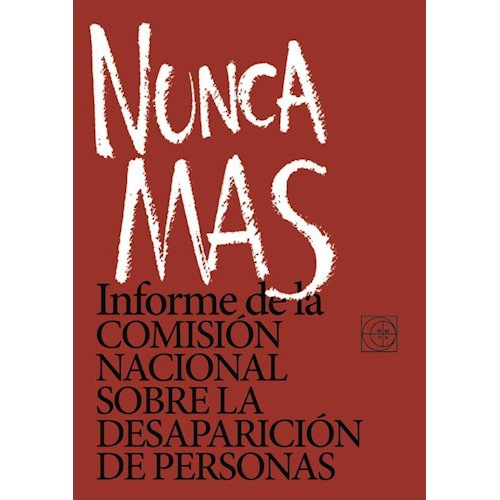 NUNCA
MAS
Informe de la
COMISIÓN
NACIONAL
SOBRE LA
DESAPARICIÓN
DE PERSONAS